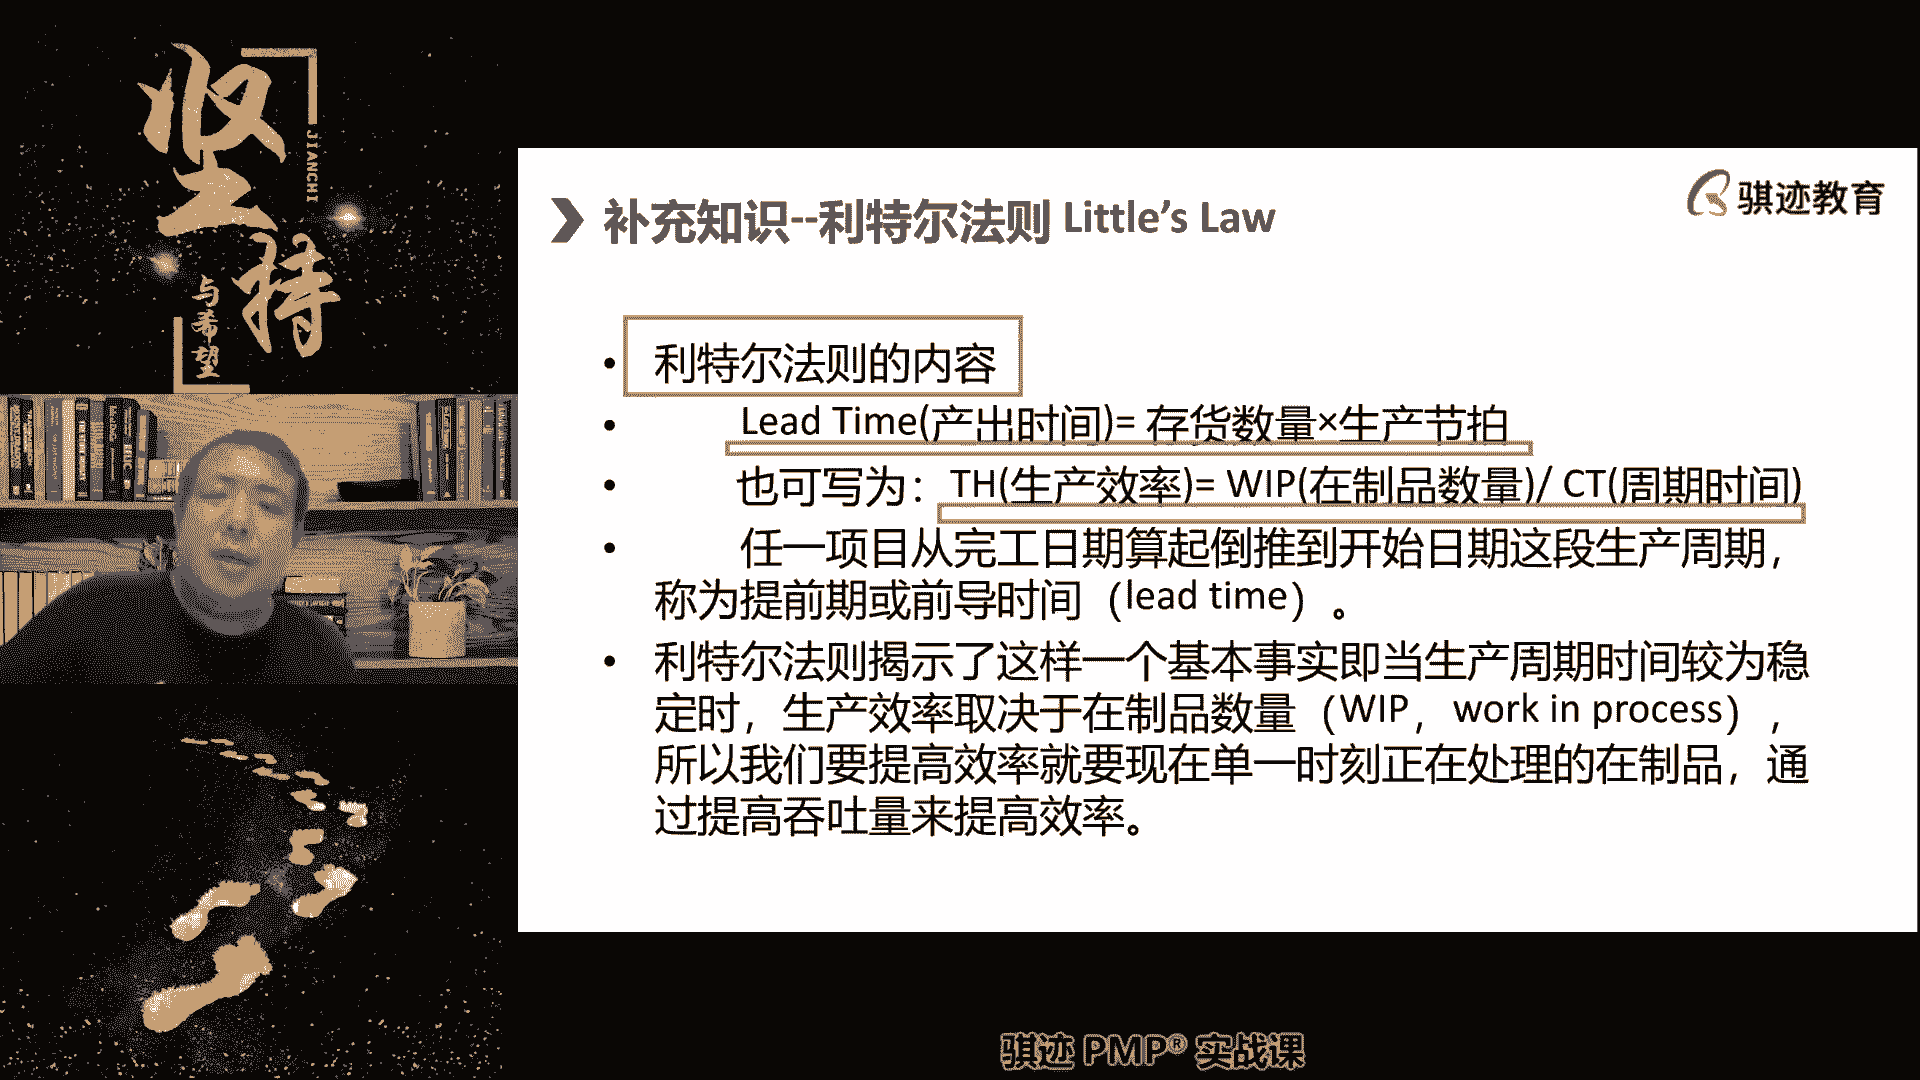 坚持
JIANCHI
与希望
骐迹教育
补充知识--利特尔法则 Little’s Law
• 利特尔法则的内容
• Lead Time(产出时间)= 存货数量×生产节拍
• 也可写为：TH(生产效率)= WIP(在制品数量)/ CT(周期时间)
• 任一项目从完工日期算起倒推到开始日期这段生产周期，
称为提前期或前导时间（lead time）。
• 利特尔法则揭示了这样一个基本事实即当生产周期时间较为稳
定时，生产效率取决于在制品数量（WIP，work in process），
所以我们要提高效率就要现在单一时刻正在处理的在制品，通
过提高吞吐量来提高效率。
骐迹 PMP® 实战课